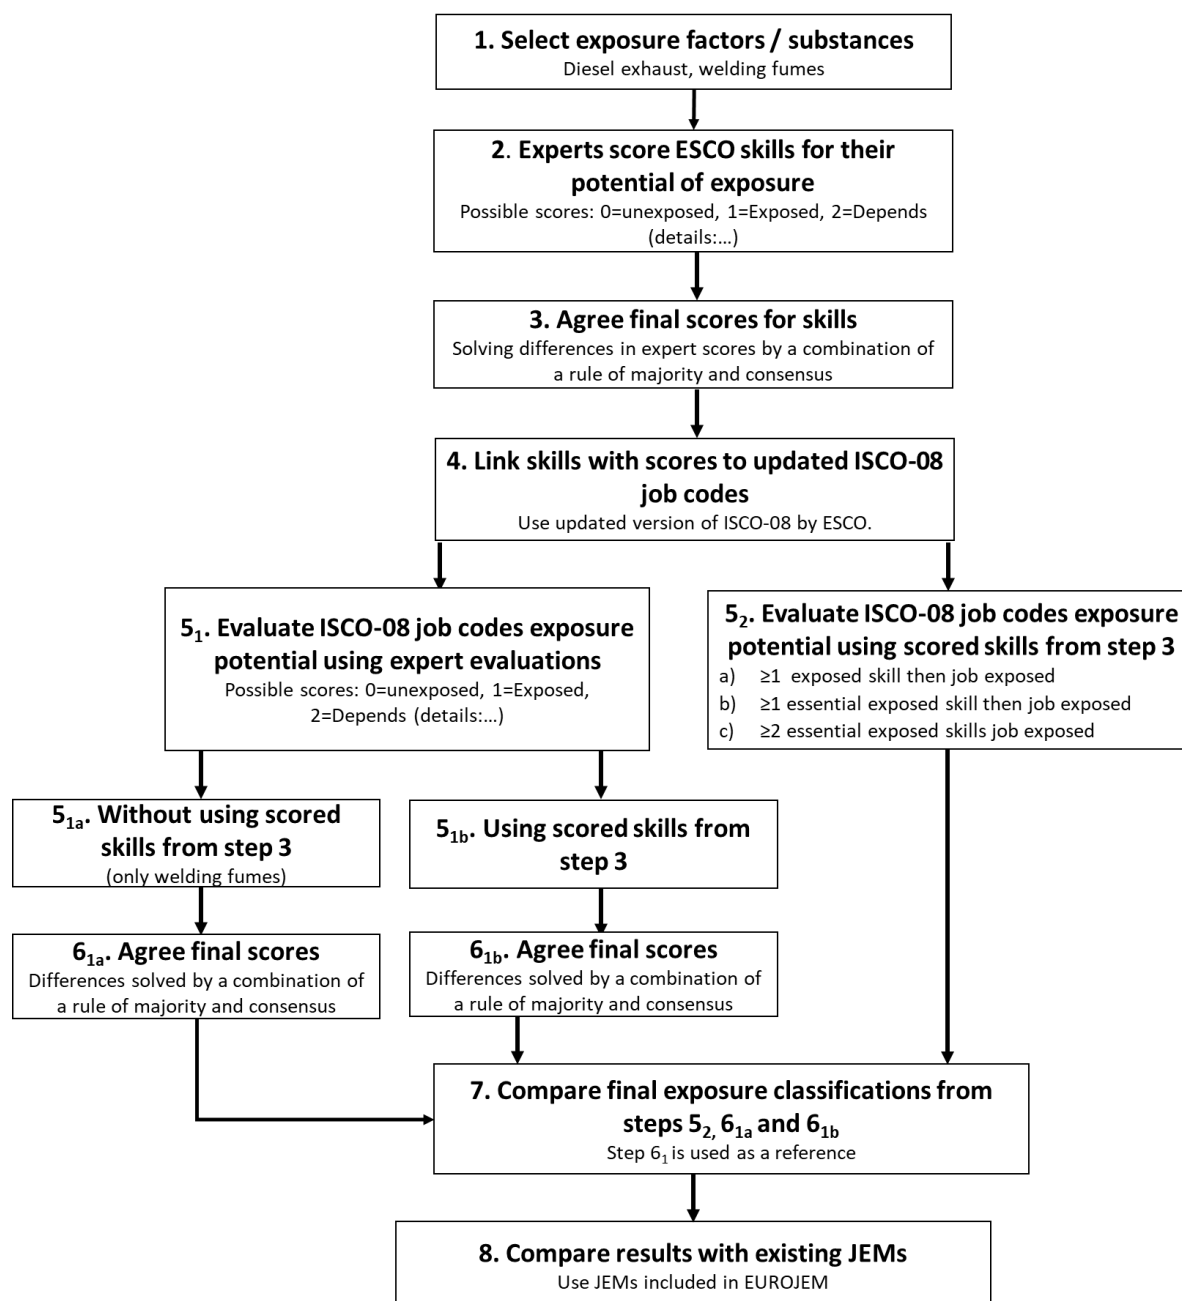 1. Select exposure factors / substances
Diesel exhaust, welding fumes
2. Experts score ESCO skills for their
potential of exposure
Possible scores: 0=unexposed, 1=Exposed, 2=Depends
(details:...)
3. Agree final scores for skills
Solving differences in expert scores by a combination of
a rule of majority and consensus
4. Link skills with scores to updated ISCO-08
job codes
Use updated version of ISCO-08 by ESCO.
5₁. Evaluate ISCO-08 job codes exposure
potential using expert evaluations
Possible scores: 0=unexposed, 1=Exposed,
2=Depends (details:...)
5₂. Evaluate ISCO-08 job codes exposure
potential using scored skills from step 3
a) ≥1 exposed skill then job exposed
b) ≥1 essential exposed skill then job exposed
c) ≥2 essential exposed skills job exposed
5₁ₐ. Without using scored
skills from step 3
(only welding fumes)
5₁b. Using scored skills from
step 3
6₁ₐ. Agree final scores
Differences solved by a combination of
a rule of majority and consensus
6₁b. Agree final scores
Differences solved by a combination of
a rule of majority and consensus
7. Compare final exposure classifications from
steps 5₂, 6₁ₐ and 6₁b
Step 6₁ is used as a reference
8. Compare results with existing JEMs
Use JEMs included in EUROJEM